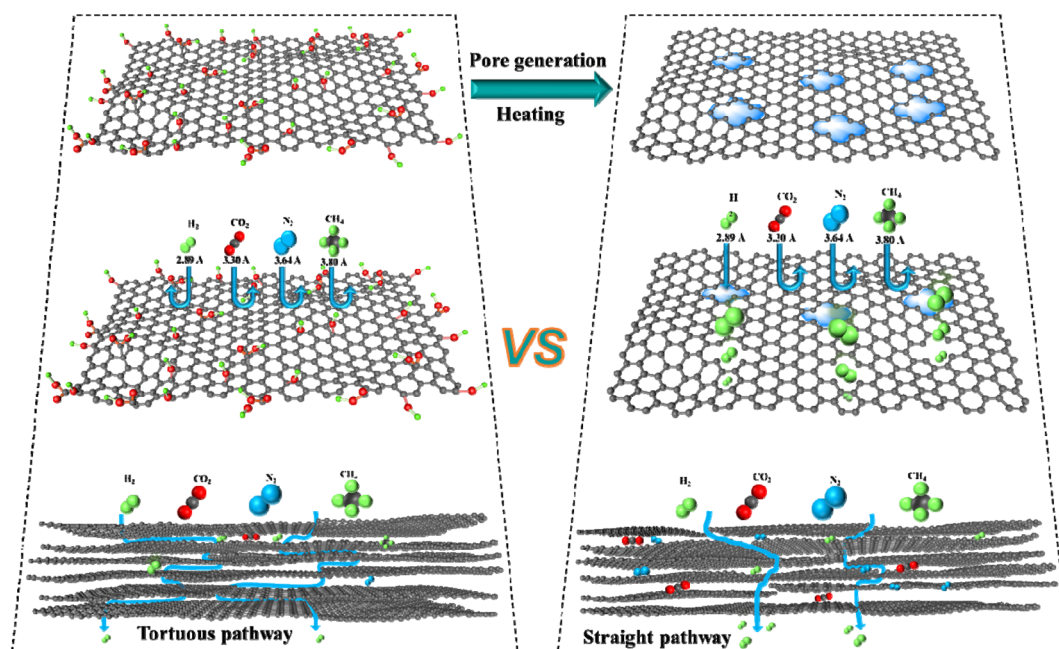 Pore generation
Heating
H₂
CO₂
N₂
CH₄
2.89 A
3.30 A
3.64 A
3.80 A
H
2
CO₂
N₂
CH₄
2.89 A
3.30 A
3.64 A
3.80 A
VS
H₂
CO₂
N₂
CH₄
Tortuous pathway
H₂
CO₂
N₂
CH₄
Straight pathway